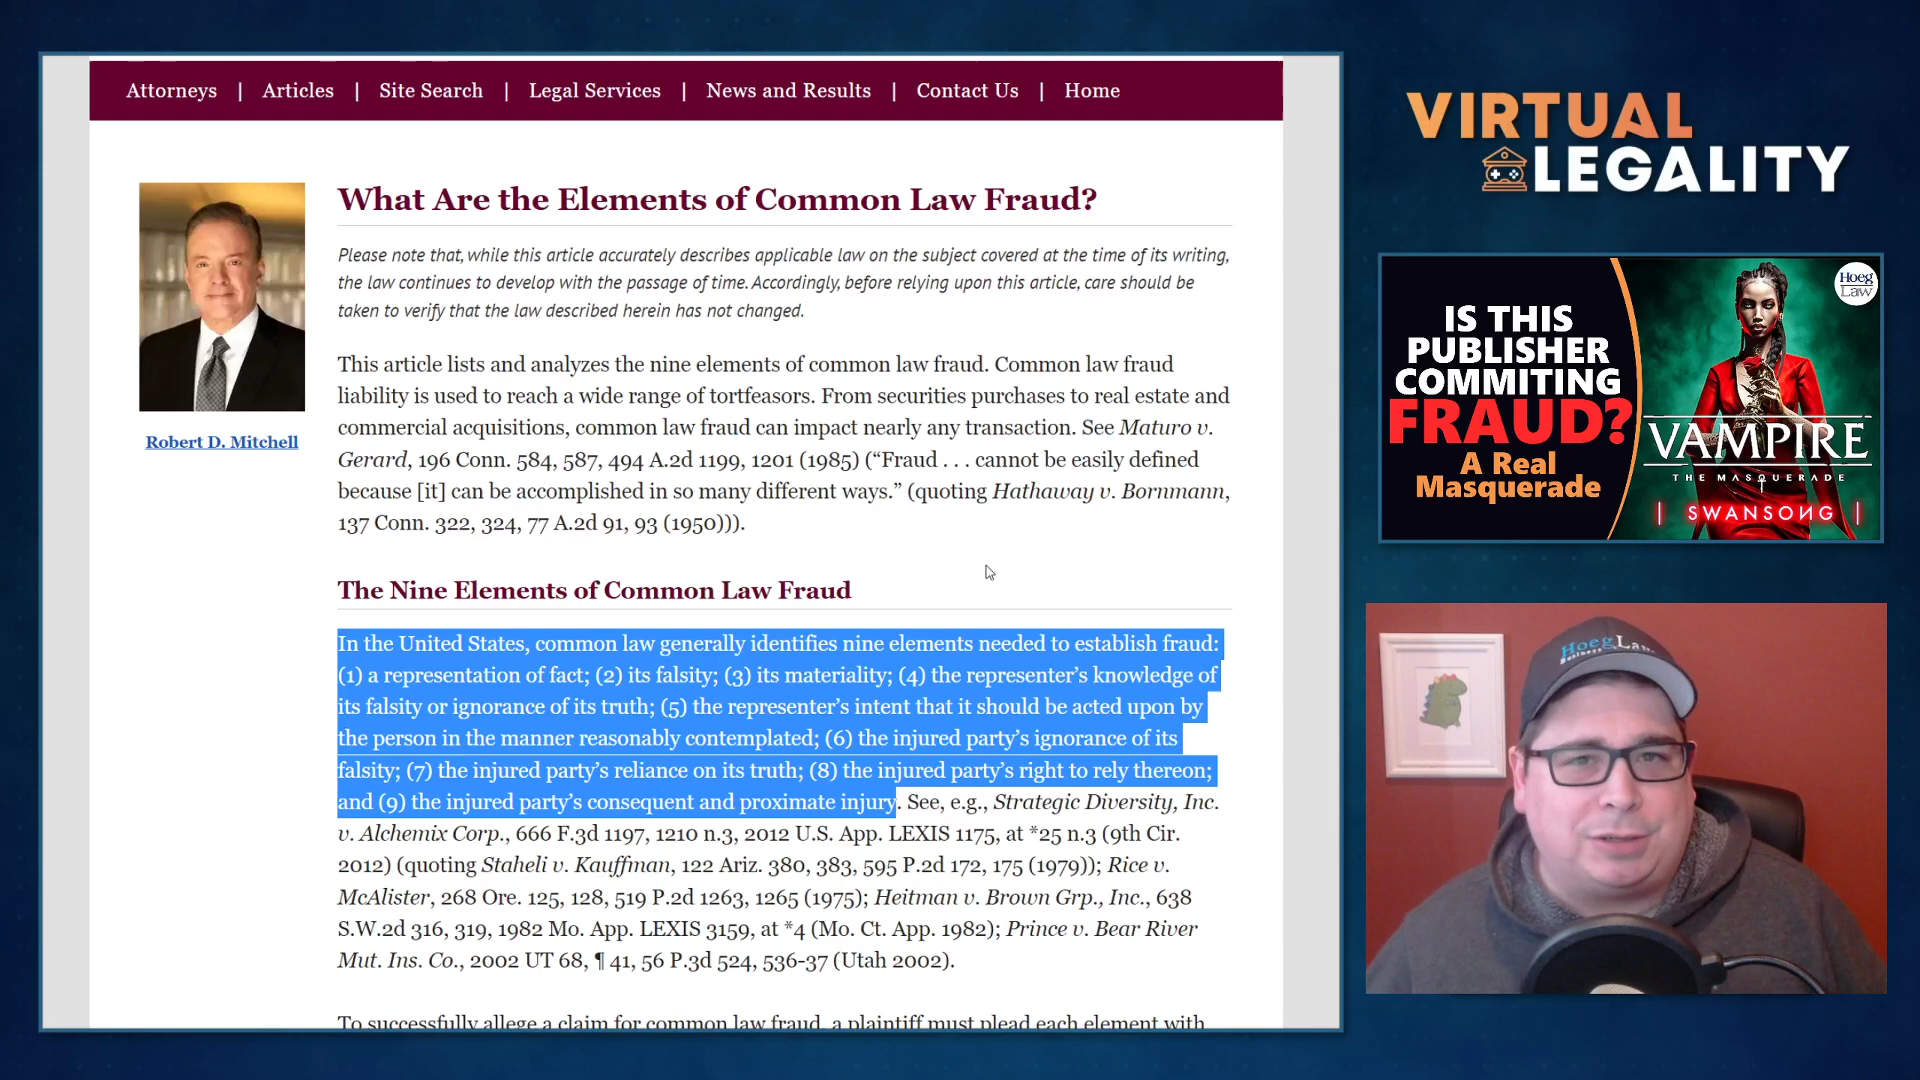 Attorneys | Articles | Site Search | Legal Services | News and Results | Contact Us | Home
What Are the Elements of Common Law Fraud?
Please note that, while this article accurately describes applicable law on the subject covered at the time of its writing,
the law continues to develop with the passage of time. Accordingly, before relying upon this article, care should be
taken to verify that the law described herein has not changed.
Robert D. Mitchell
This article lists and analyzes the nine elements of common law fraud. Common law fraud
liability is used to reach a wide range of tortfeasors. From securities purchases to real estate and
commercial acquisitions, common law fraud can impact nearly any transaction. See Maturo v.
Gerard, 196 Conn. 584, 587, 494 A.2d 1199, 1201 (1985) (“Fraud . . . cannot be easily defined
because [it] can be accomplished in so many different ways.” (quoting Hathaway v. Bornmann,
137 Conn. 322, 324, 77 A.2d 91, 93 (1950))).
The Nine Elements of Common Law Fraud
In the United States, common law generally identifies nine elements needed to establish fraud:
(1) a representation of fact; (2) its falsity; (3) its materiality; (4) the representer’s knowledge of
its falsity or ignorance of its truth; (5) the representer’s intent that it should be acted upon by
the person in the manner reasonably contemplated; (6) the injured party’s ignorance of its
falsity; (7) the injured party’s reliance on its truth; (8) the injured party’s right to rely thereon;
and (9) the injured party’s consequent and proximate injury. See, e.g., Strategic Diversity, Inc.
v. Alchemix Corp., 666 F.3d 1197, 1210 n.3, 2012 U.S. App. LEXIS 1175, at *25 n.3 (9th Cir.
2012) (quoting Staheli v. Kauffman, 122 Ariz. 380, 383, 595 P.2d 172, 175 (1979)); Rice v.
McAlister, 268 Ore. 125, 128, 519 P.2d 1263, 1265 (1975); Heitman v. Brown Grp., Inc., 638
S.W.2d 316, 319, 1982 Mo. App. LEXIS 3159, at *4 (Mo. Ct. App. 1982); Prince v. Bear River
Mut. Ins. Co., 2002 UT 68, ¶ 41, 56 P.3d 524, 536-37 (Utah 2002).
To successfully allege a claim for common law fraud, a plaintiff must plead each element with
VIRTUAL
LEGALITY
IS THIS
PUBLISHER
COMMITING
FRAUD?
A Real
Masquerade
Hoeg
Law
VAMPIRE
THE MASQUERADE
SWANSONG
HoegLaw
Business